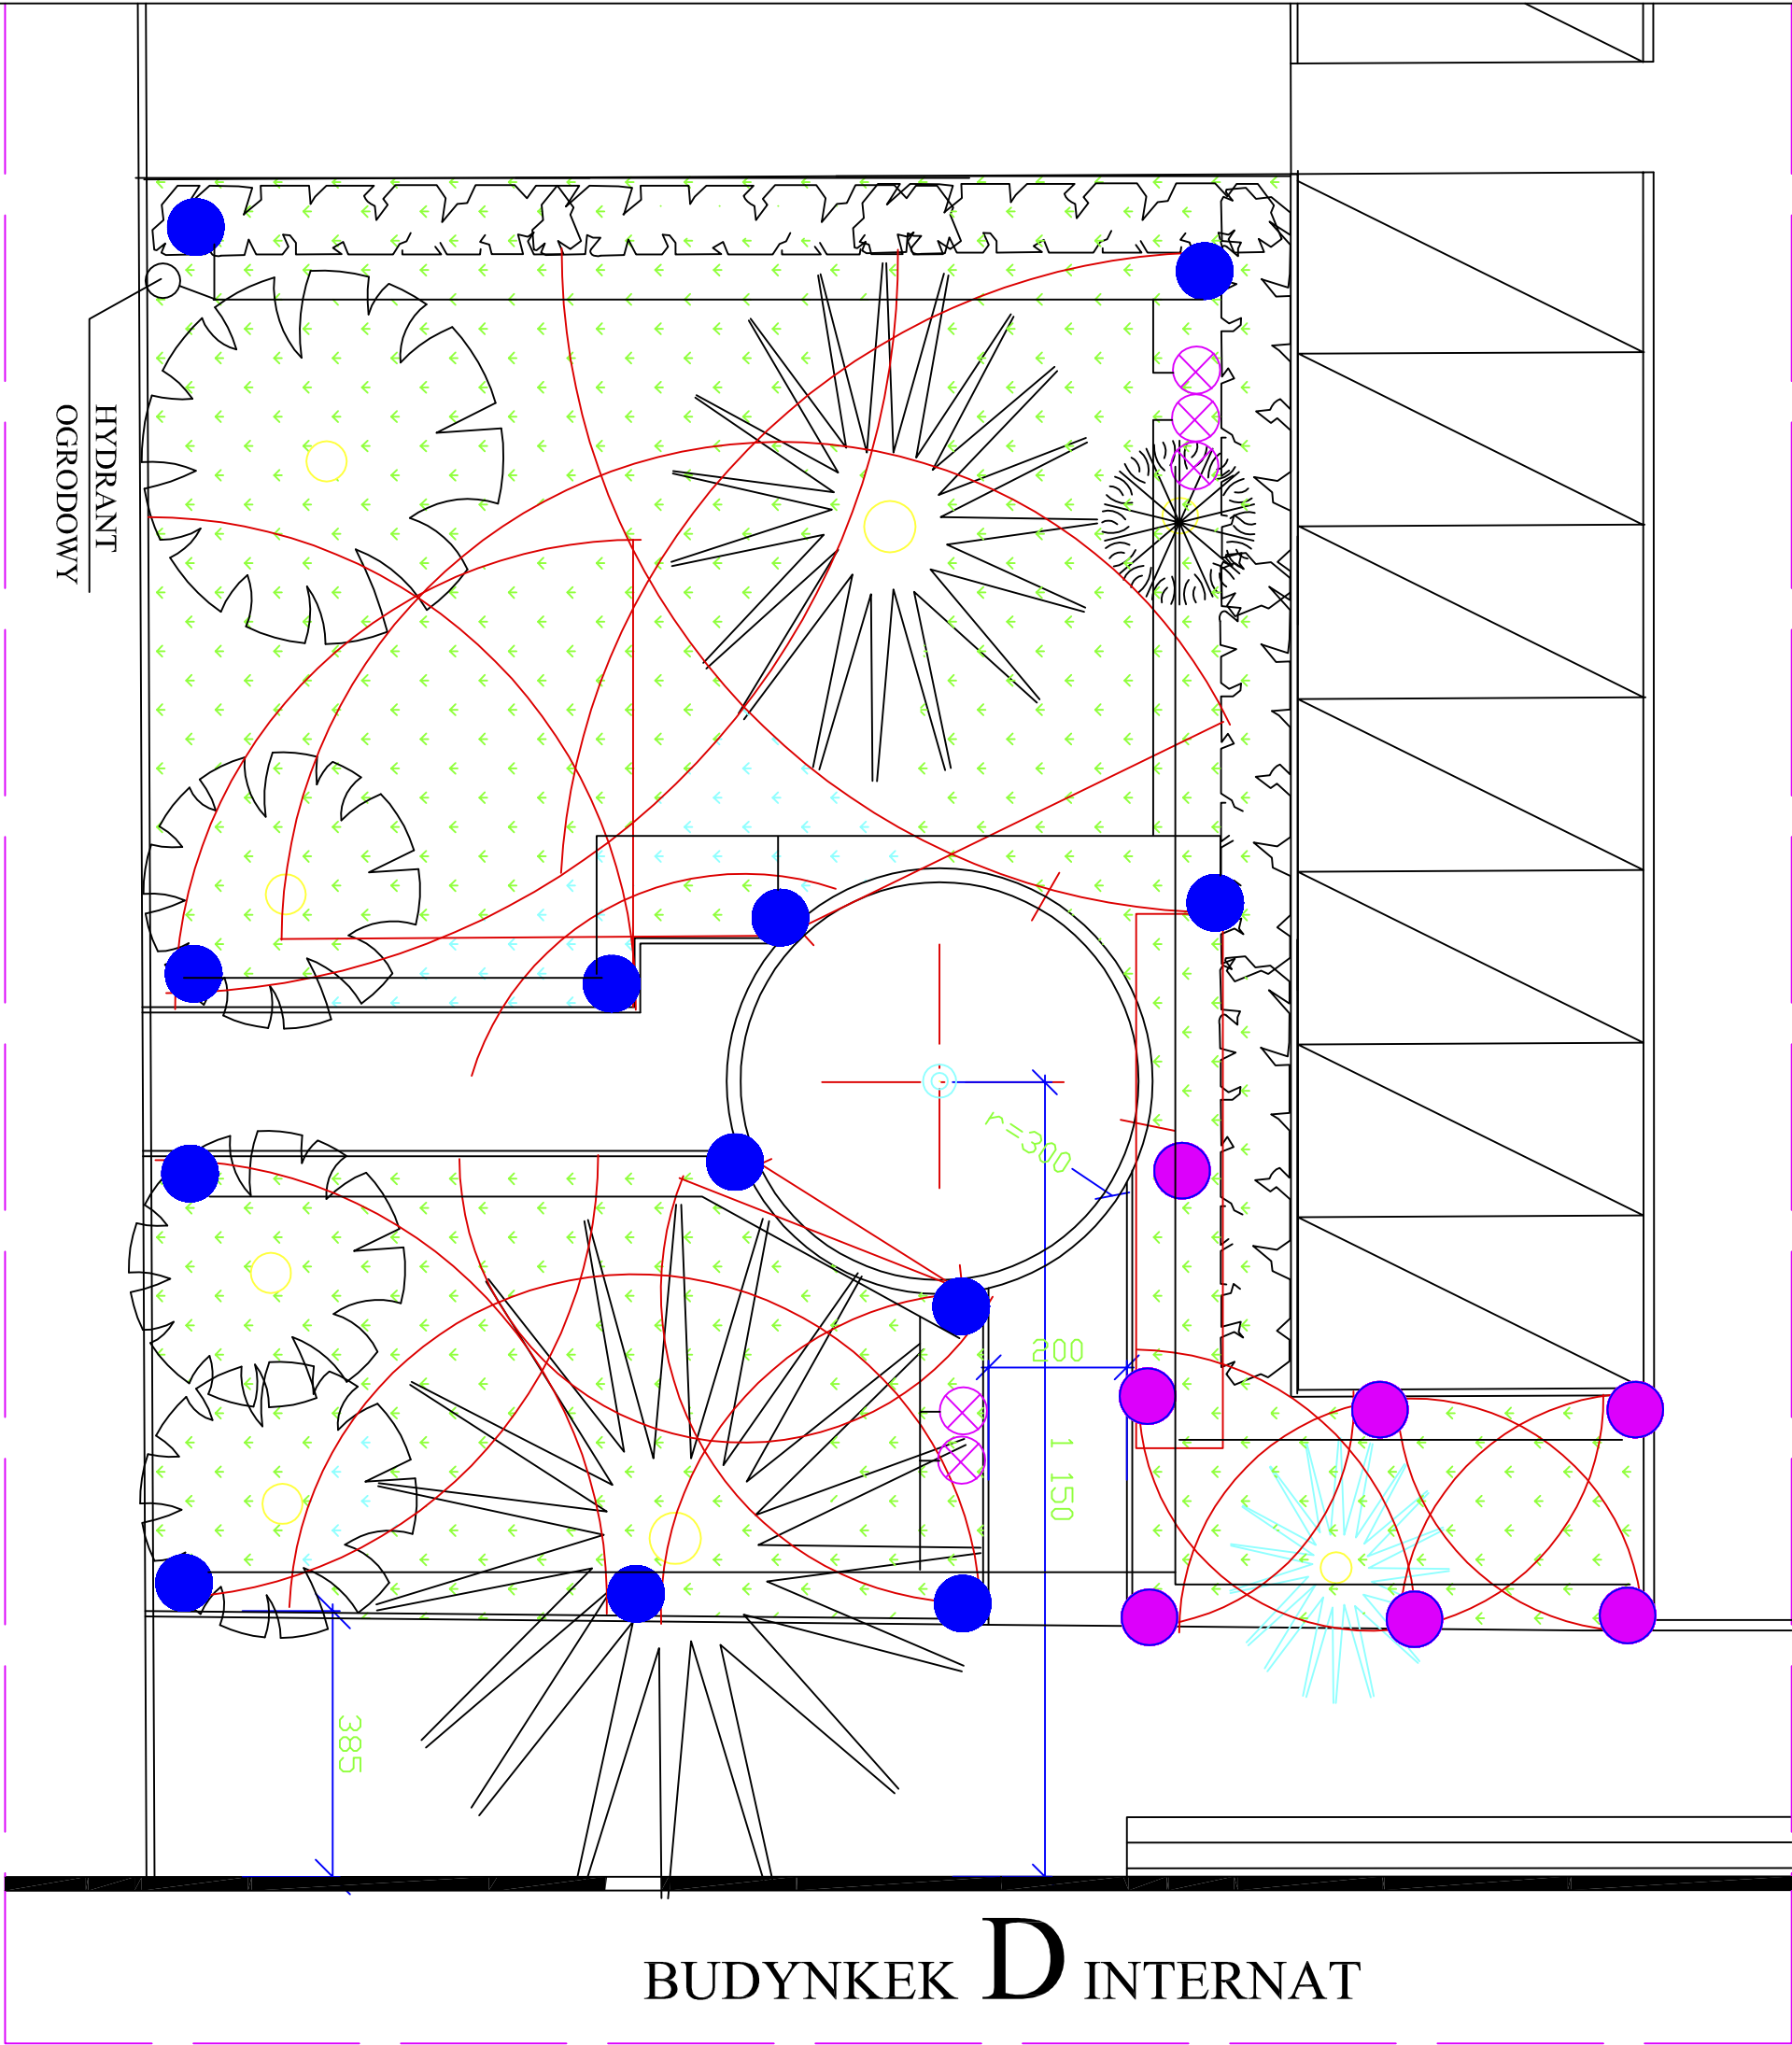 HYDRANT
OGRODOWY
r=300
200
1 150
385
BUDYNKEK D INTERNAT